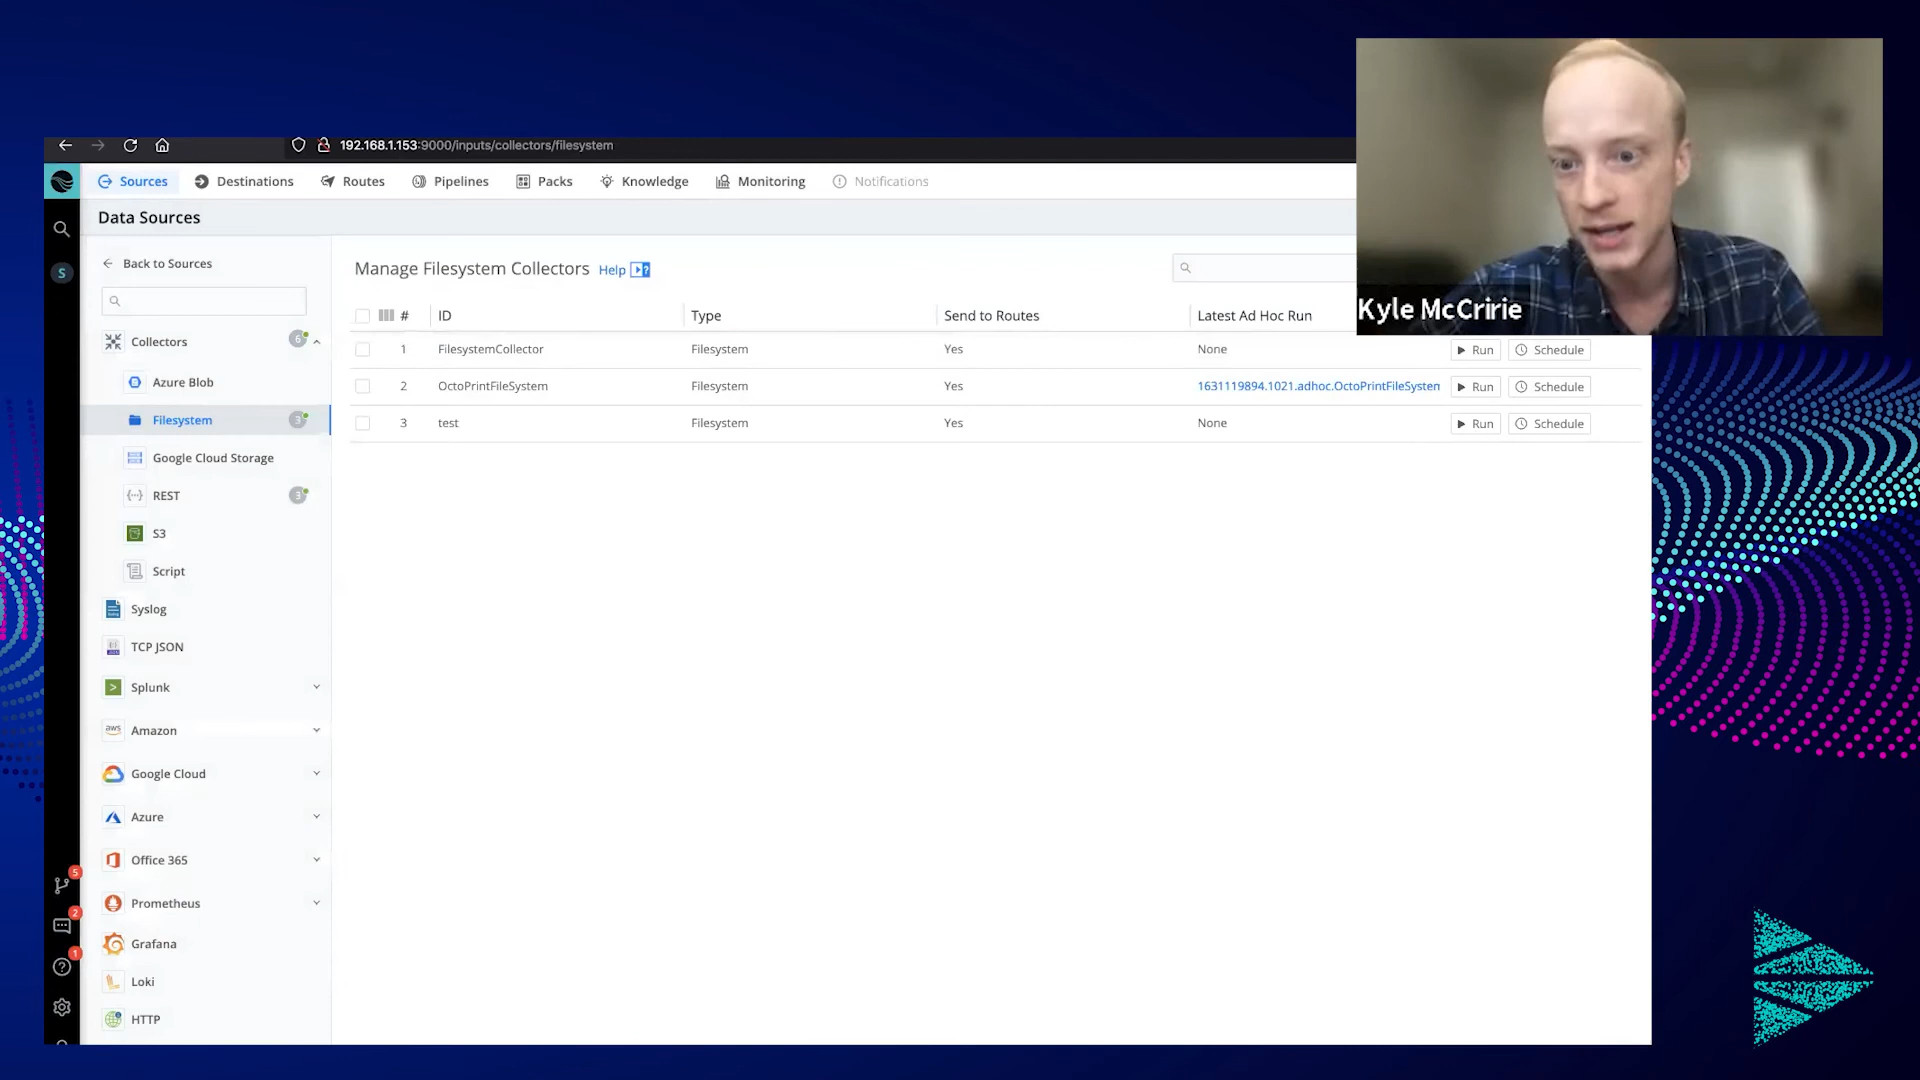 192.168.1.153:9000/inputs/collectors/filesystem
Sources Destinations Routes Pipelines Packs Knowledge Monitoring Notifications
Data Sources
S
Back to Sources
Collectors 6
Azure Blob
Filesystem 3
Google Cloud Storage
REST 3
S3
Script
Syslog
TCP JSON
Splunk
aws Amazon
Google Cloud
Azure
Office 365
Prometheus
Grafana
Loki
HTTP
5
2
1
Manage Filesystem Collectors Help
# ID Type Send to Routes Latest Ad Hoc Run
1 FilesystemCollector Filesystem Yes None Run Schedule
2 OctoPrintFileSystem Filesystem Yes 1631119894.1021.adhoc.OctoPrintFileSystem Run Schedule
3 test Filesystem Yes None Run Schedule
Kyle McCririe